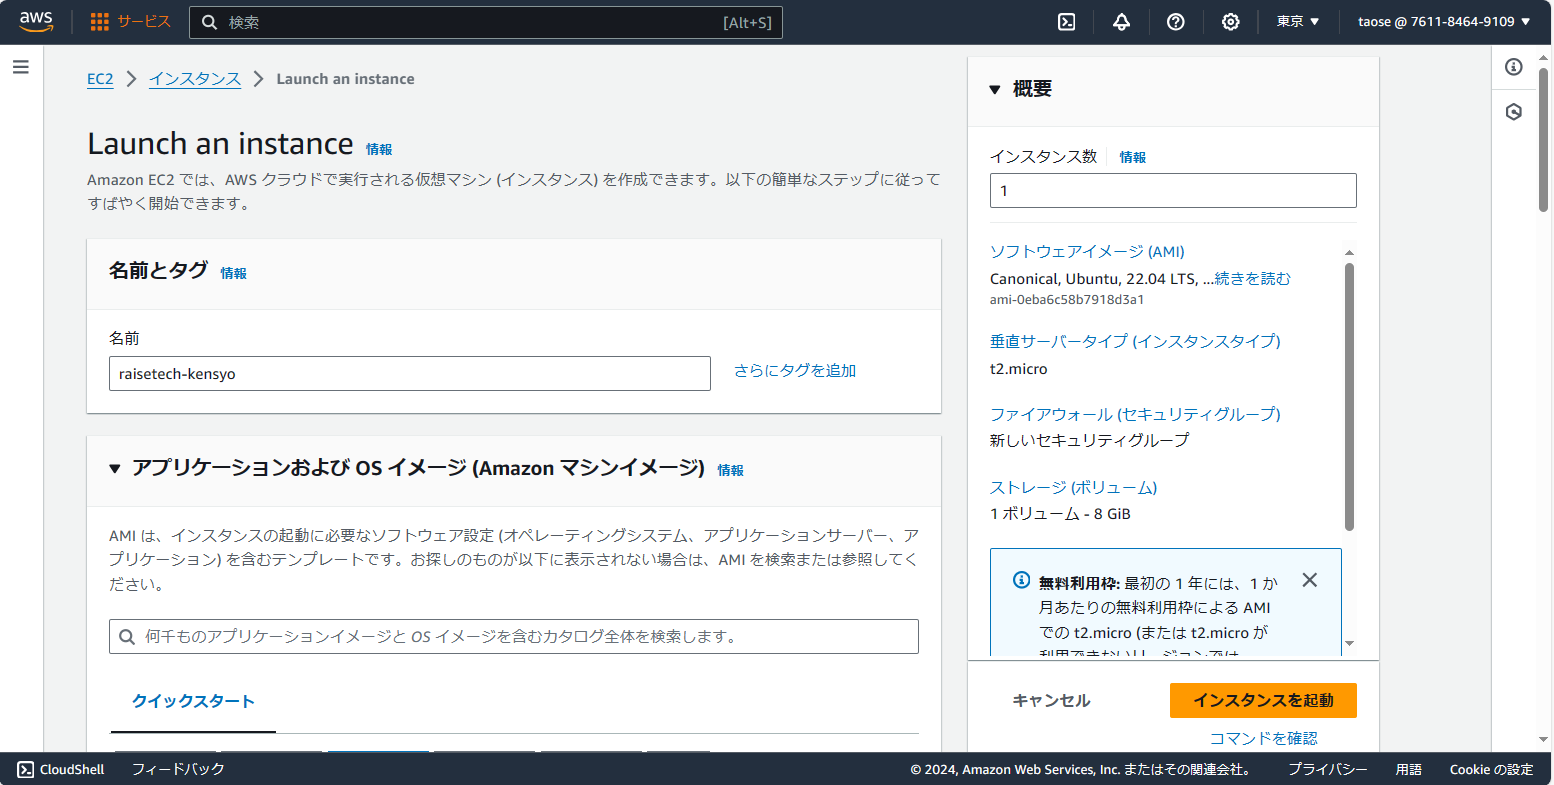 aws
サービス
検索
[Alt+S]
東京 ▼
taose @ 7611-8464-9109 ▼
EC2 > インスタンス > Launch an instance
Launch an instance 情報
Amazon EC2 では、AWS クラウドで実行される仮想マシン (インスタンス) を作成できます。以下の簡単なステップに従って
すばやく開始できます。
名前とタグ 情報
名前
raisetech-kensyo
さらにタグを追加
▼ アプリケーションおよび OS イメージ (Amazon マシンイメージ) 情報
AMI は、インスタンスの起動に必要なソフトウェア設定 (オペレーティングシステム、アプリケーションサーバー、ア
プリケーション) を含むテンプレートです。お探しのものが以下に表示されない場合は、AMI を検索または参照してく
ださい。
何千ものアプリケーションイメージと OS イメージを含むカタログ全体を検索します。
クイックスタート
▼ 概要
インスタンス数 情報
1
ソフトウェアイメージ (AMI)
Canonical, Ubuntu, 22.04 LTS, ...続きを読む
ami-0eba6c58b7918d3a1
垂直サーバータイプ (インスタンスタイプ)
t2.micro
ファイアウォール (セキュリティグループ)
新しいセキュリティグループ
ストレージ (ボリューム)
1 ボリューム - 8 GiB
無料利用枠: 最初の 1 年には、1 か
月あたりの無料利用枠による AMI
での t2.micro (または t2.micro が
利用できないリージョンでは
キャンセル
インスタンスを起動
コマンドを確認
CloudShell
フィードバック
© 2024, Amazon Web Services, Inc. またはその関連会社。
プライバシー
用語
Cookie の設定